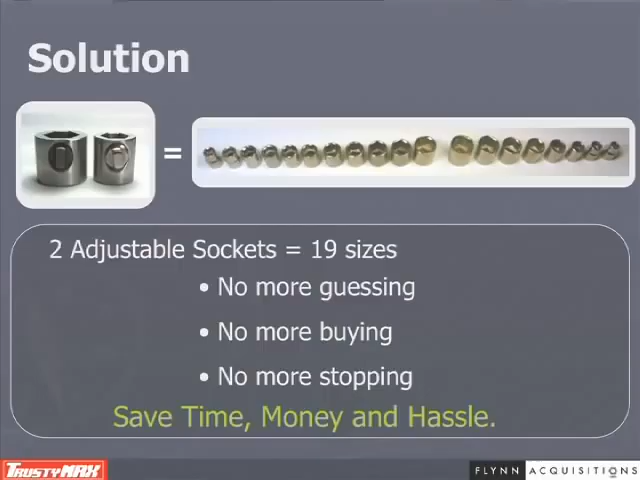 Solution
=
2 Adjustable Sockets = 19 sizes
• No more guessing
• No more buying
• No more stopping
Save Time, Money and Hassle.
TRUSTYMAX
FLYNN ACQUISITIONS